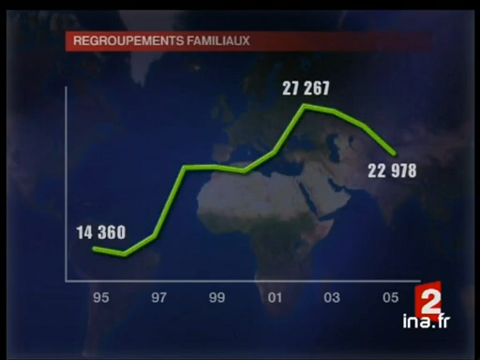 REGROUPEMENTS FAMILIAUX
27 267
22 978
14 360
95 97 99 01 03 05
2
ina.fr